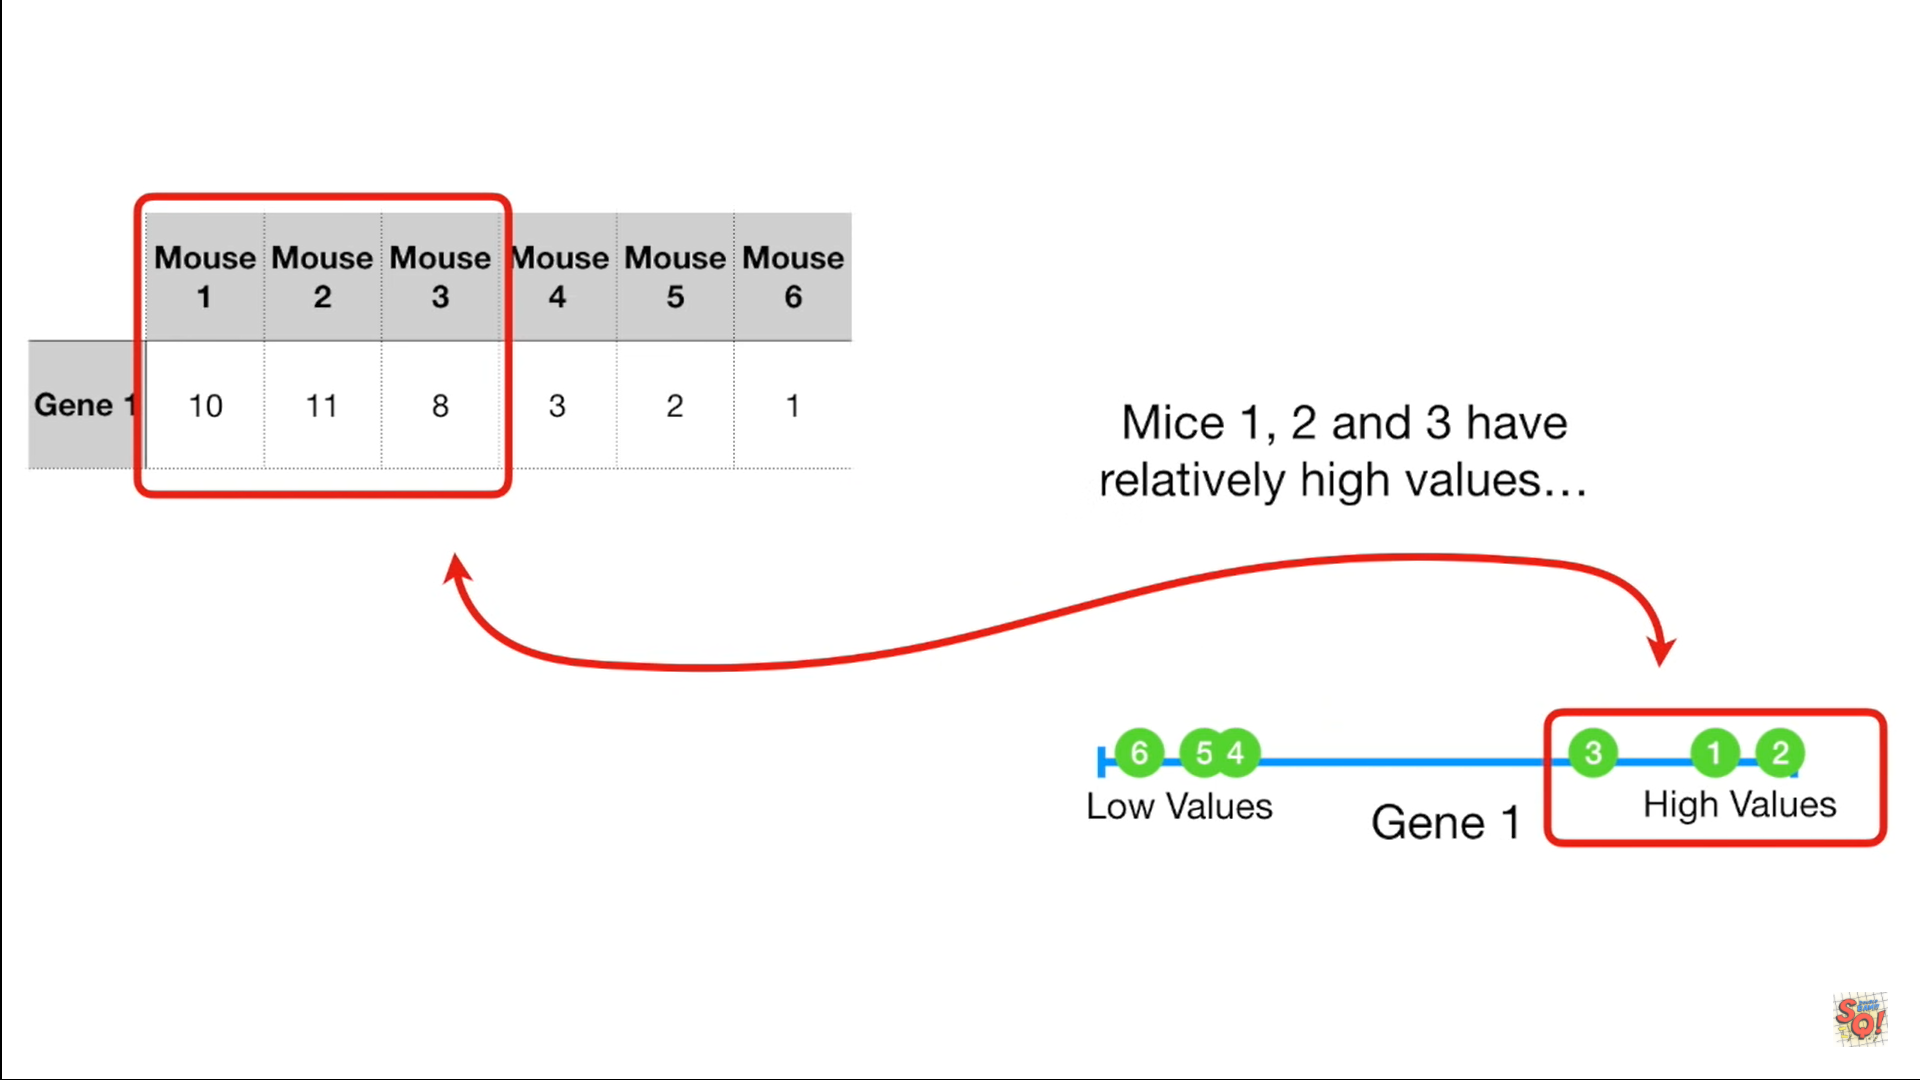 Mouse 1 Mouse 2 Mouse 3 Mouse 4 Mouse 5 Mouse 6
Gene 1 10 11 8 3 2 1
Mice 1, 2 and 3 have
relatively high values…
6 5 4 3 1 2
Low Values High Values
Gene 1
SQ!